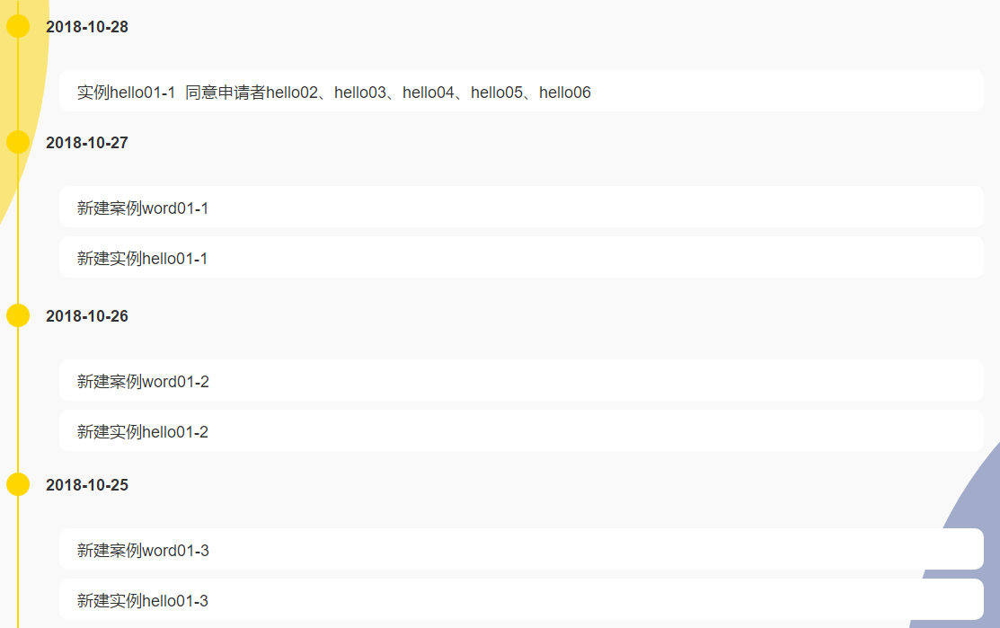 2018-10-28
实例hello01-1 同意申请者hello02、hello03、hello04、hello05、hello06
2018-10-27
新建案例word01-1
新建实例hello01-1
2018-10-26
新建案例word01-2
新建实例hello01-2
2018-10-25
新建案例word01-3
新建实例hello01-3